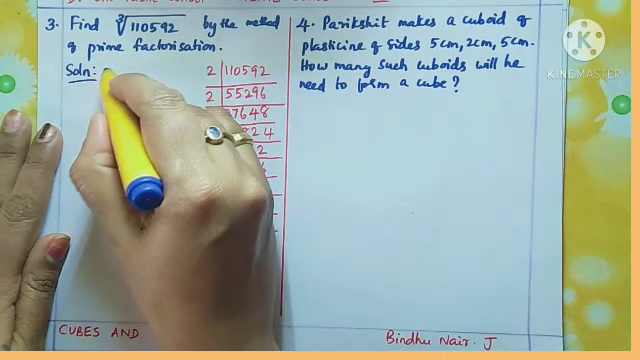 3. Find ∛110592 by the method
of prime factorisation.
Soln:
2 110592
2 55296
27648
24
2
4. Parikshit makes a cuboid of
plasticine of sides 5cm, 2cm, 5cm.
How many such cuboids will he
need to form a cube?
KINEMASTER
CUBES AND
Bindhu Nair. J